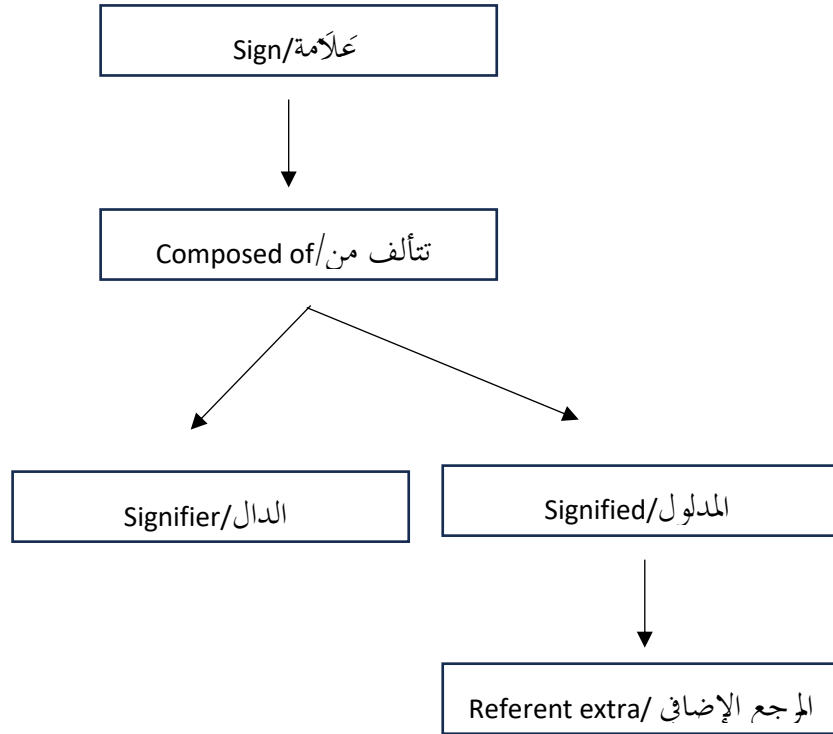 Sign/عَلاَمة
Composed of/تتألف من
Signifier/الدال
Signified/المدلول
Referent extra/ المرجع الإضافي